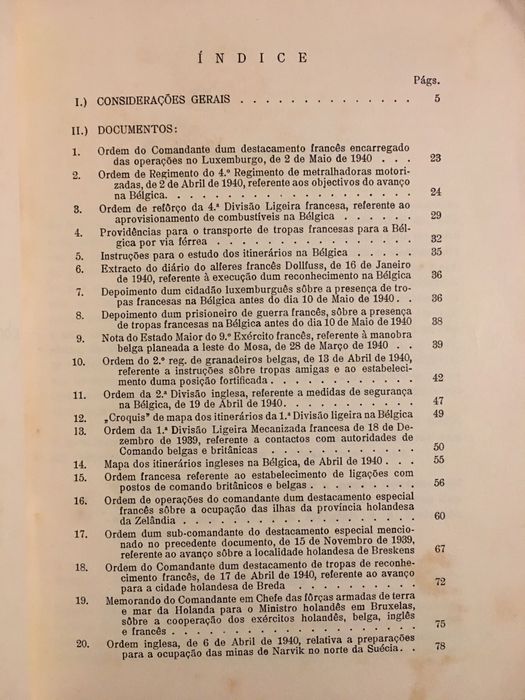 ÍNDICE
Págs.
I.) CONSIDERAÇÕES GERAIS . . . . . . . . . . . . . . 5
II.) DOCUMENTOS:
1. Ordem do Comandante dum destacamento francês encarregado
das operações no Luxemburgo, de 2 de Maio de 1940 . . . 23
2. Ordem de Regimento do 4.º Regimento de metralhadoras motori-
zadas, de 2 de Abril de 1940, referente aos objectivos do avanço
na Bélgica. . . . . . . . . . . . . . . . . . . 24
3. Ordem de refôrço da 4.ª Divisão Ligeira francesa, referente ao
aprovisionamento de combustíveis na Bélgica . . . . . . 29
4. Providências para o transporte de tropas francesas para a Bél-
gica por via férrea . . . . . . . . . . . . . . . 32
5. Instruções para o estudo dos itinerários na Bélgica . . . . . 35
6. Extracto do diário do alferes francês Dollfuss, de 16 de Janeiro
de 1940, referente à execução dum reconhecimento na Bélgica 36
7. Depoimento dum cidadão luxemburguês sôbre a presença de tro-
pas francesas na Bélgica antes do dia 10 de Maio de 1940. . 36
8. Depoimento dum prisioneiro de guerra francês, sôbre a presença
de tropas francesas na Bélgica antes do dia 10 de Maio de 1940 38
9. Nota do Estado Maior do 9.º Exército francês, referente à manobra
belga planeada a leste do Mosa, de 28 de Março de 1940 . . 39
10. Ordem do 2.º reg. de granadeiros belgas, de 13 de Abril de 1940,
referente a instruções sôbre tropas amigas e ao estabeleci-
mento duma posição fortificada . . . . . . . . . . . . 42
11. Ordem da 2.ª Divisão inglesa, referente a medidas de segurança
na Bélgica, de 19 de Abril de 1940. . . . . . . . . . . 47
12. „Croquis" de mapa dos itinerários da 1.ª Divisão ligeira na Bélgica 49
13. Ordem da 1.ª Divisão Ligeira Mecanizada francesa de 18 de De-
zembro de 1939, referente a contactos com autoridades de
Comando belgas e britânicas . . . . . . . . . . . . . 50
14. Mapa dos itinerários ingleses na Bélgica, de Abril de 1940 . . . 55
15. Ordem francesa referente ao estabelecimento de ligações com
postos de comando britânicos e belgas . . . . . . . . . 56
16. Ordem de operações do comandante dum destacamento especial
francês sôbre a ocupação das ilhas da província holandesa
da Zelândia . . . . . . . . . . . . . . . . . . 60
17. Ordem dum sub-comandante do destacamento especial mencio-
nado no precedente documento, de 15 de Novembro de 1939,
referente ao avanço sôbre a localidade holandesa de Breskens 67
18. Ordem do Comandante dum destacamento de tropas de reconhe-
cimento francês, de 17 de Abril de 1940, referente ao avanço
para a cidade holandesa de Breda . . . . . . . . . . . 72
19. Memorando do Comandante em Chefe das fôrças armadas de terra
e mar da Holanda para o Ministro holandês em Bruxelas,
sôbre a cooperação dos exércitos holandês, belga, inglês
e francês . . . . . . . . . . . . . . . . . . . 75
20. Ordem inglesa, de 6 de Abril de 1940, relativa a preparações
para a ocupação das minas de Narvik no norte da Suécia. . 78